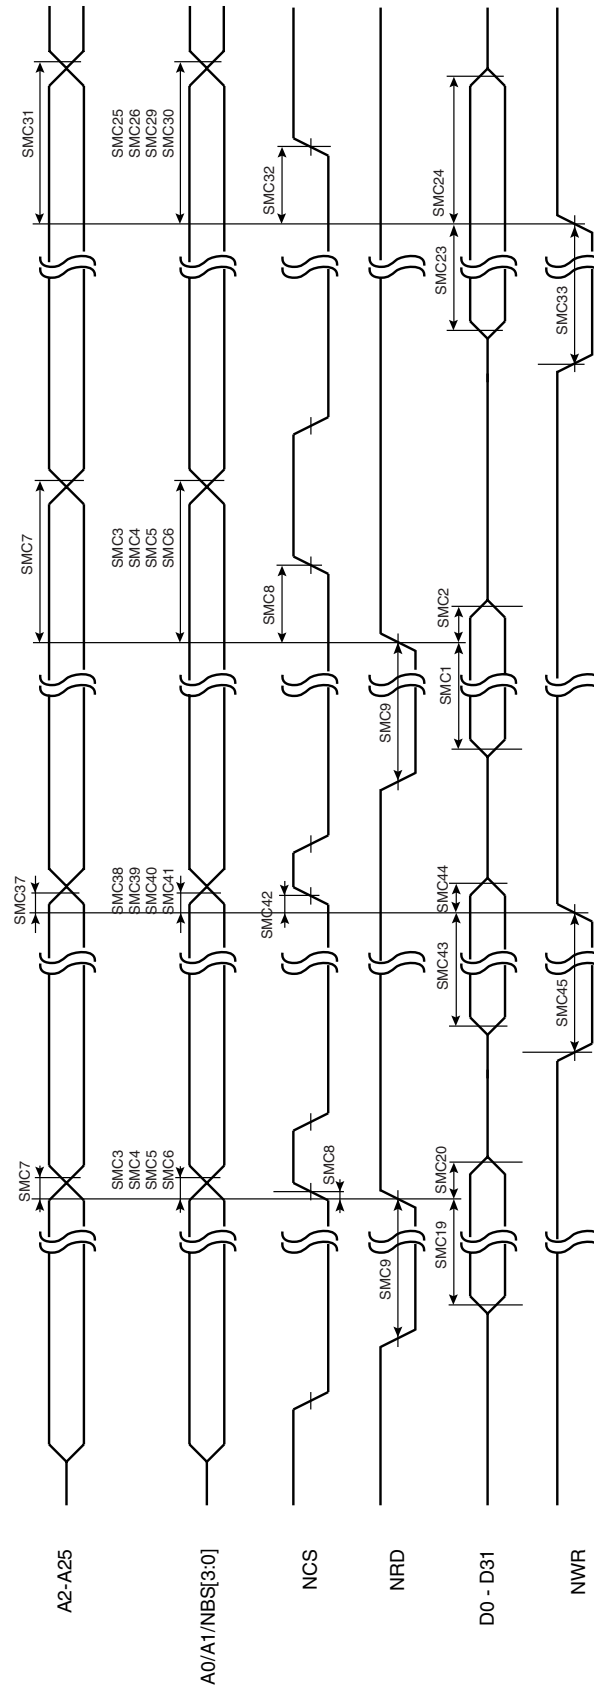 A2-A25
SMC7
SMC37
SMC7
SMC31
A0/A1/NBS[3:0]
SMC3
SMC4
SMC5
SMC6
SMC38
SMC39
SMC40
SMC41
SMC3
SMC4
SMC5
SMC6
SMC25
SMC26
SMC29
SMC30
NCS
SMC8
SMC42
SMC8
SMC32
NRD
SMC9
SMC9
D0 - D31
SMC19
SMC20
SMC43
SMC44
SMC1
SMC2
SMC23
SMC24
NWR
SMC45
SMC33